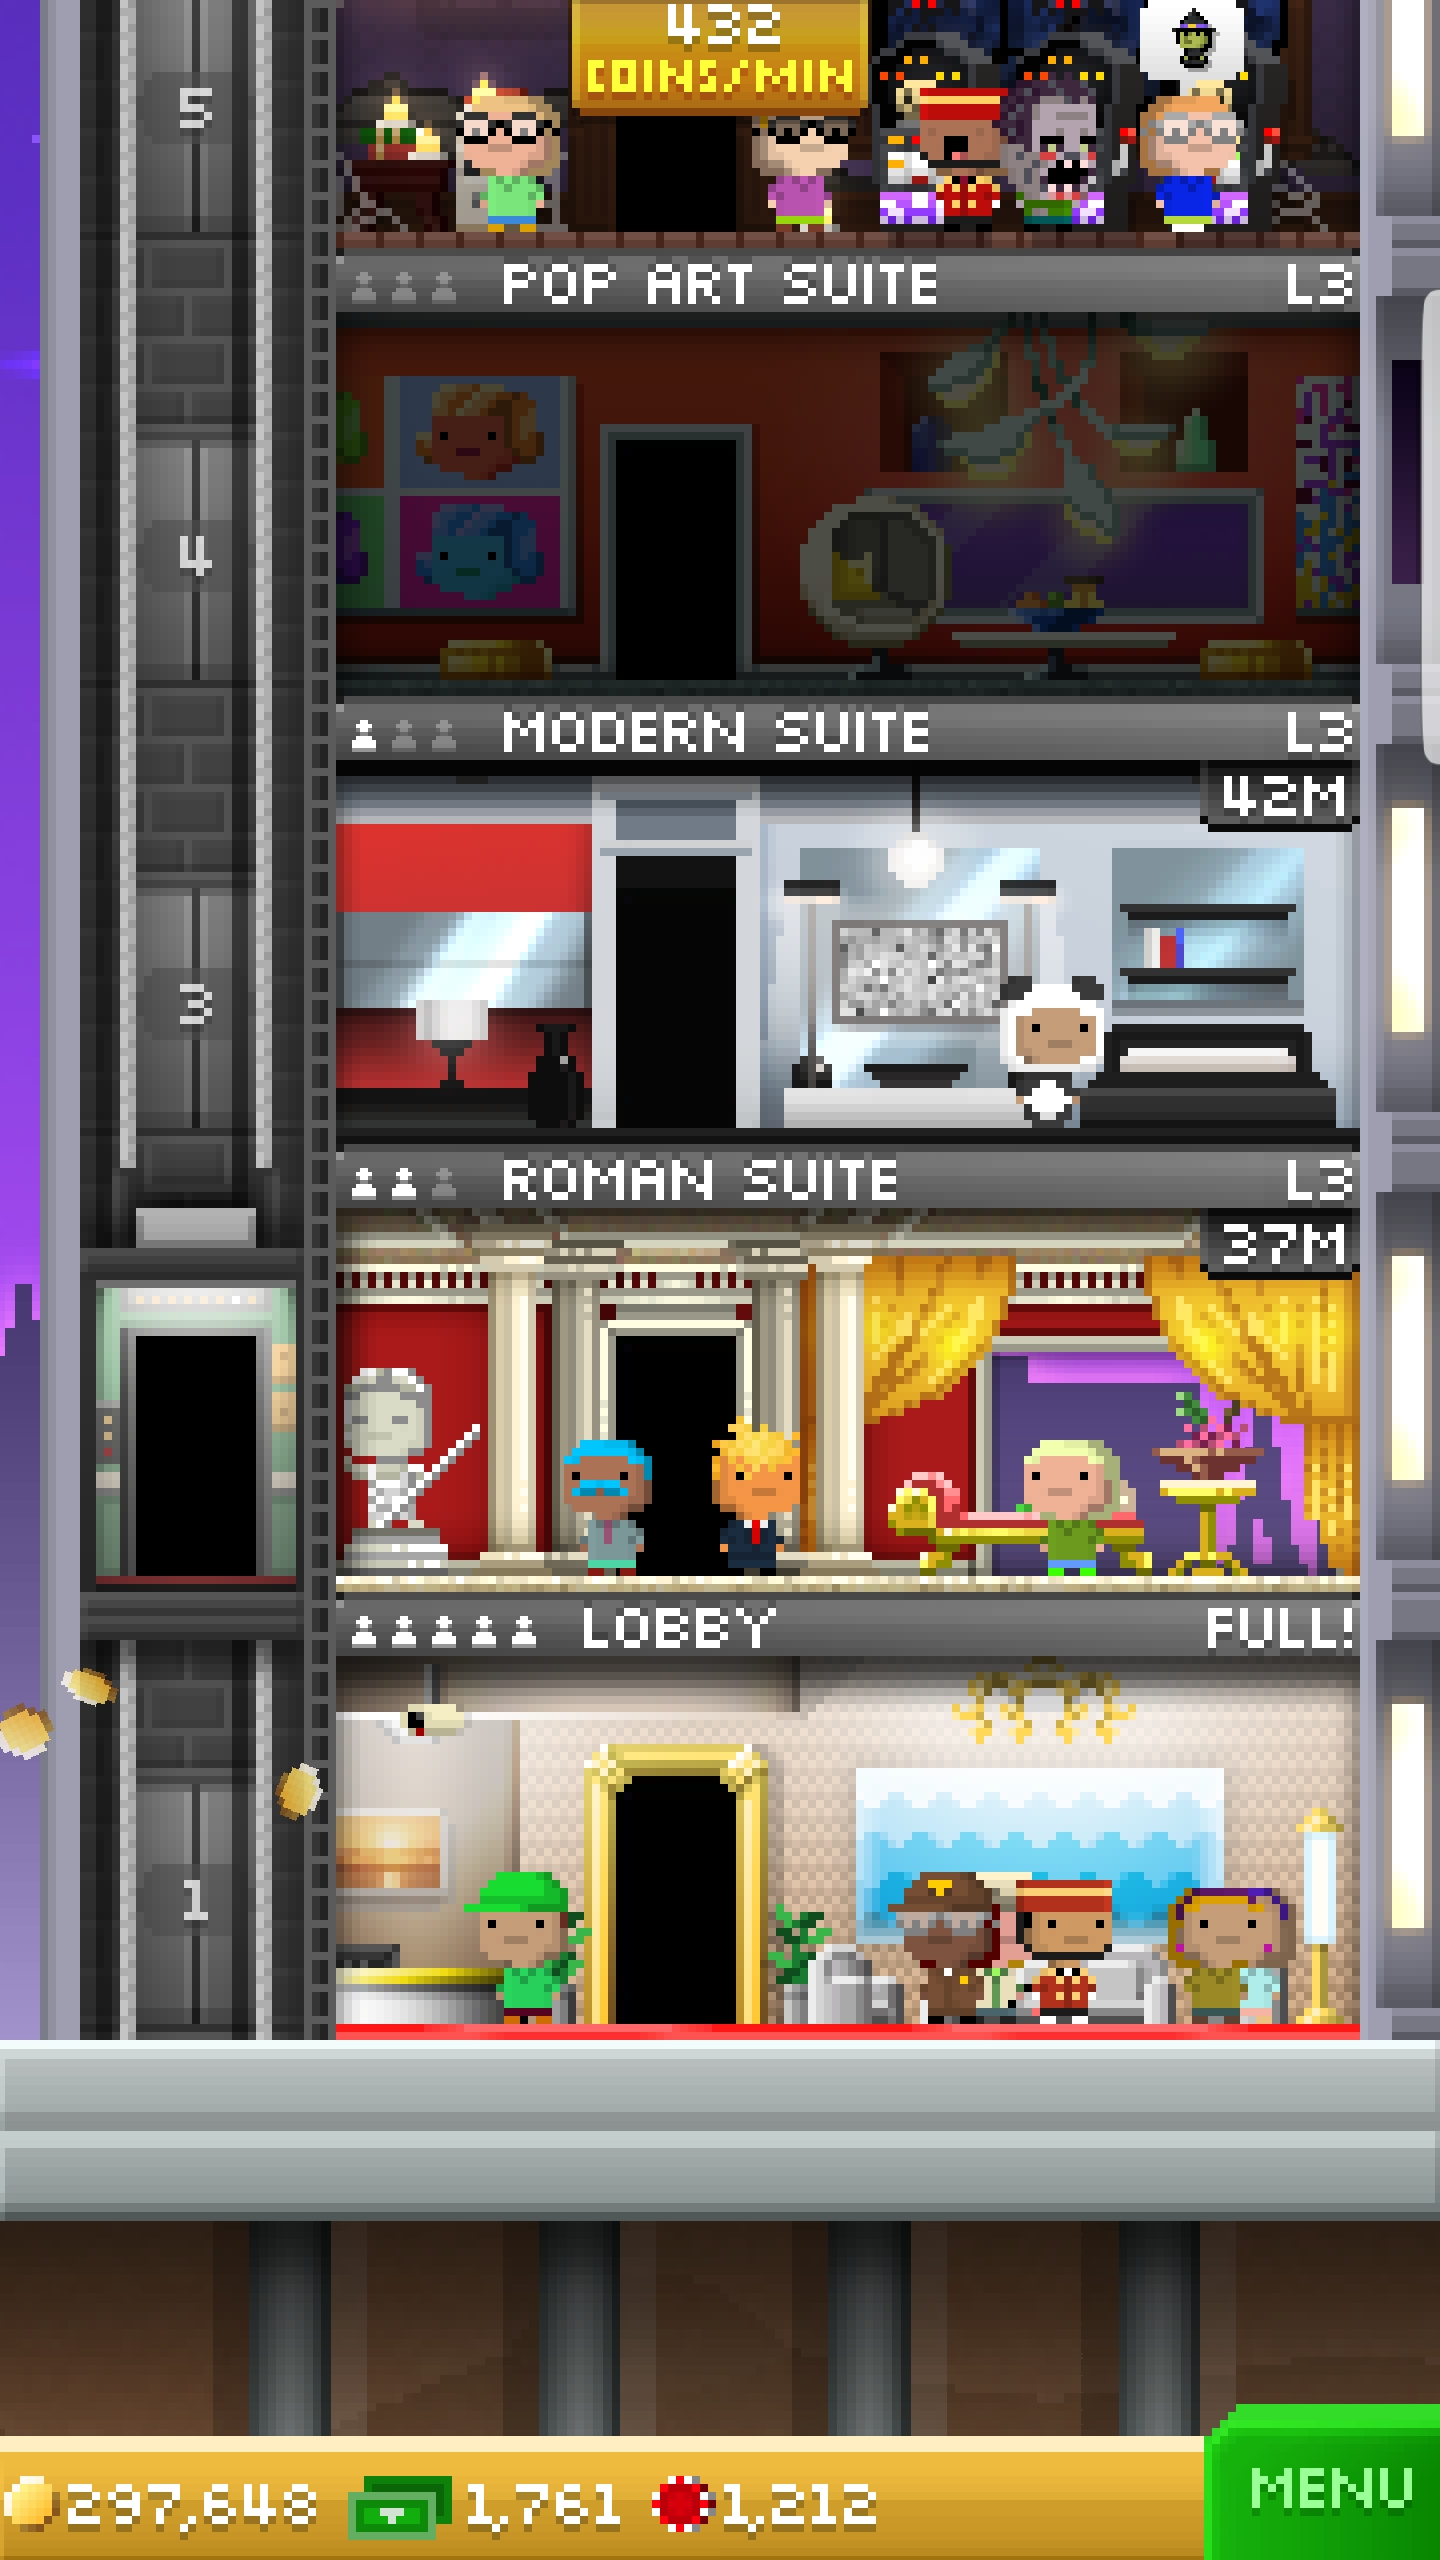 432
COINS/MIN
5
POP ART SUITE L3
4
MODERN SUITE L3
42M
3
ROMAN SUITE L3
37M
LOBBY FULL!
1
297,648 1,761 1,212
MENU